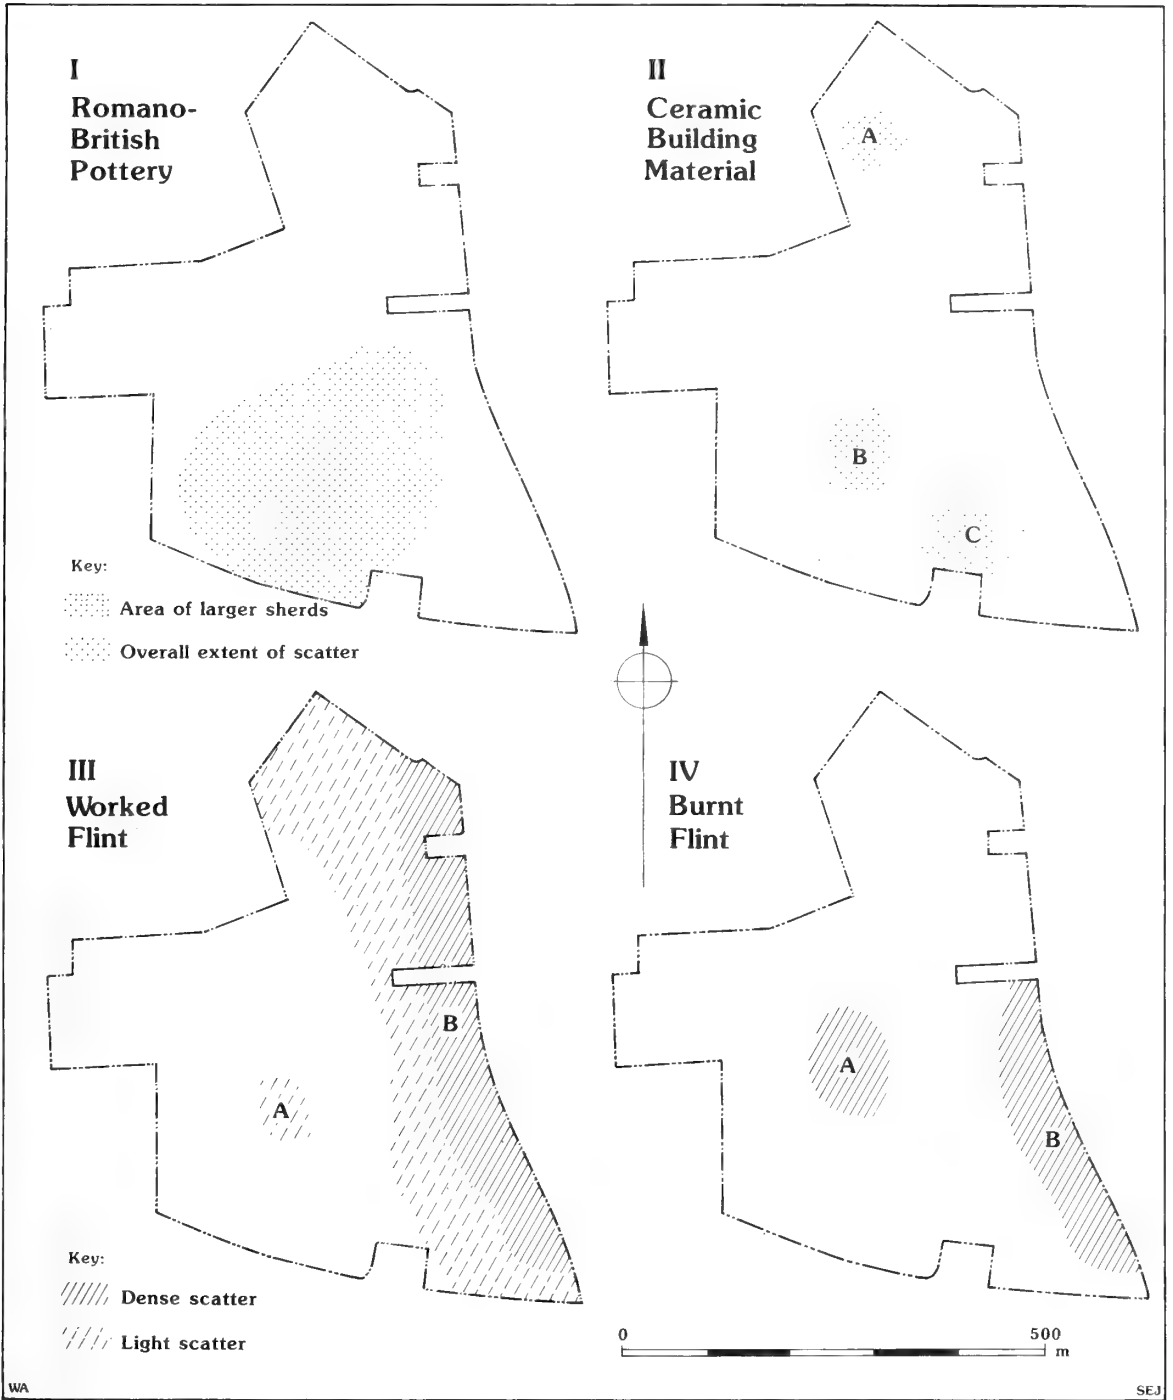 I
Romano-
British
Pottery
Key:
Area of larger sherds
Overall extent of scatter
II
Ceramic
Building
Material
A
B
C
III
Worked
Flint
A
B
Key:
Dense scatter
Light scatter
IV
Burnt
Flint
A
B
0 500
m
WA
SEJ